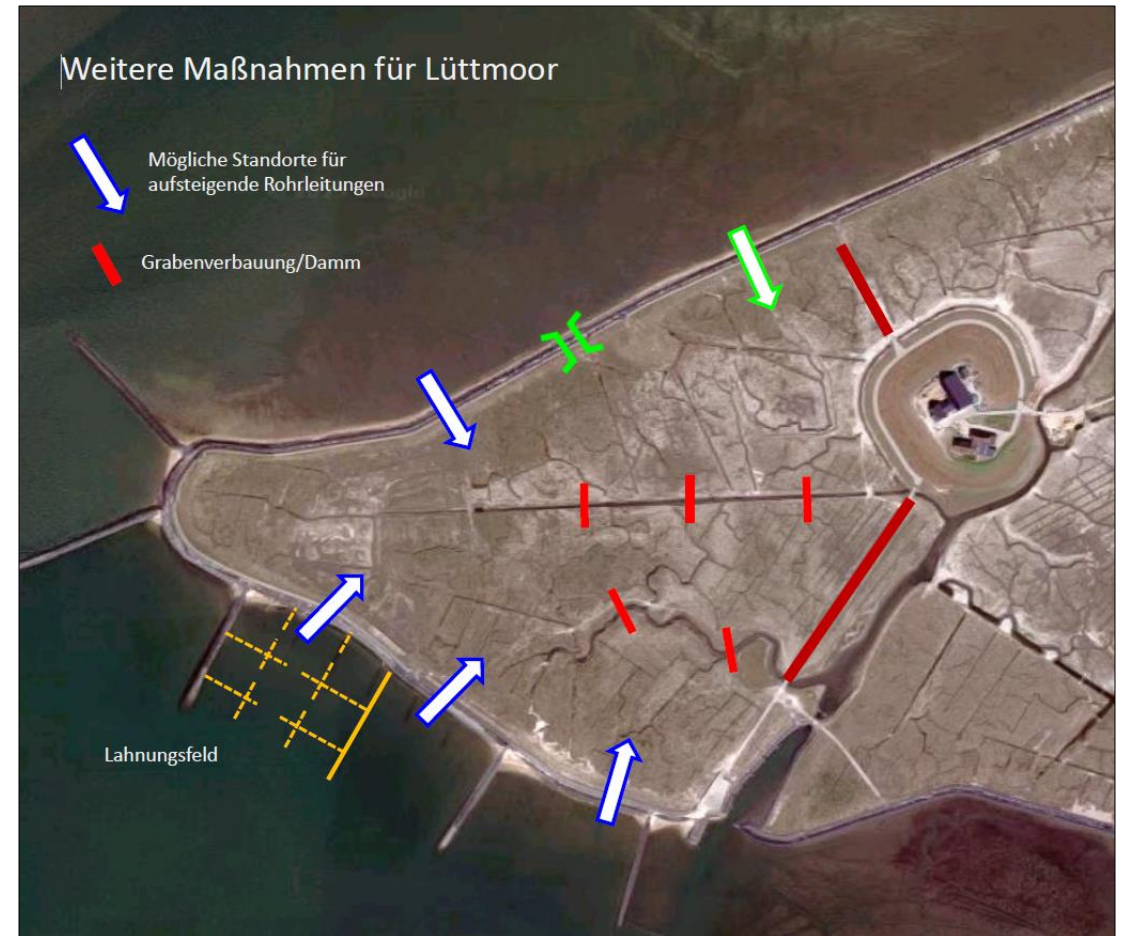 Weitere Maßnahmen für Lüttmoor
Mögliche Standorte für
aufsteigende Rohrleitungen
Grabenverbauung/Damm
Lahnungsfeld